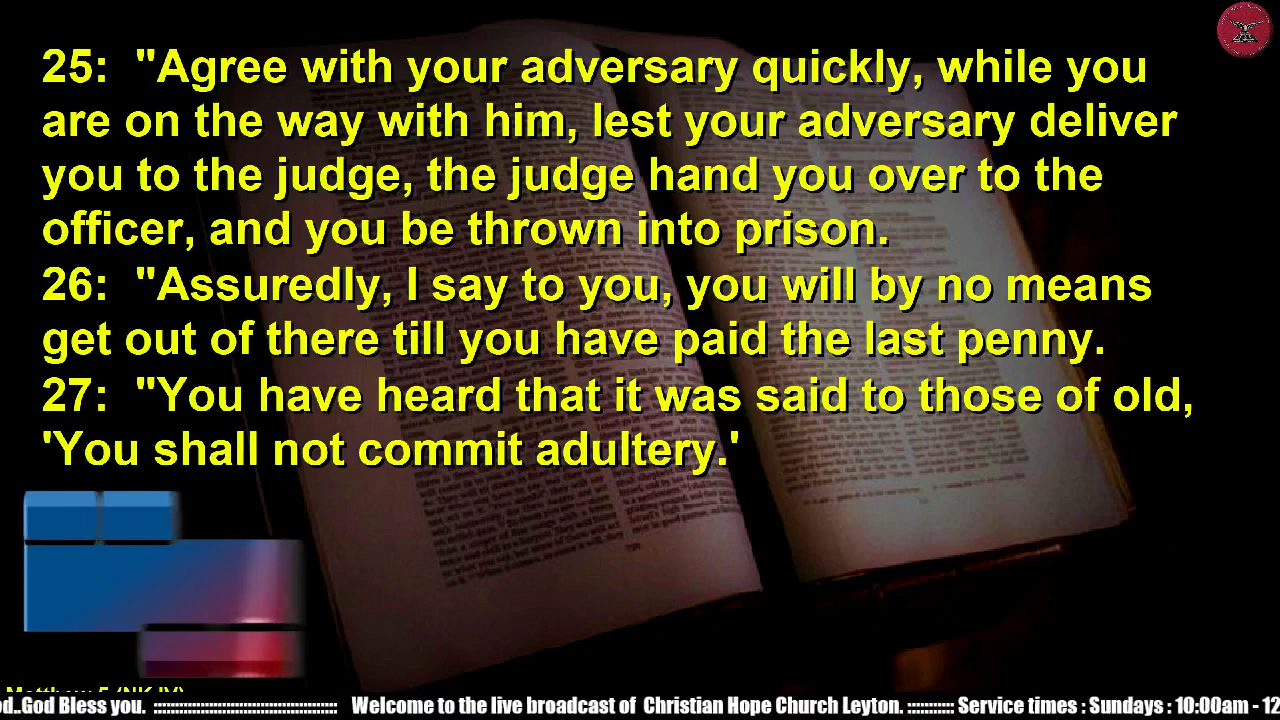 25: "Agree with your adversary quickly, while you
are on the way with him, lest your adversary deliver
you to the judge, the judge hand you over to the
officer, and you be thrown into prison.
26: "Assuredly, I say to you, you will by no means
get out of there till you have paid the last penny.
27: "You have heard that it was said to those of old,
'You shall not commit adultery.'
Matthew 5 (NKJV)
God Bless you. :::::::::::::::::::::::::::::::::::::::::: Welcome to the live broadcast of Christian Hope Church Leyton. :::::::::: Service times : Sundays : 10:00am -